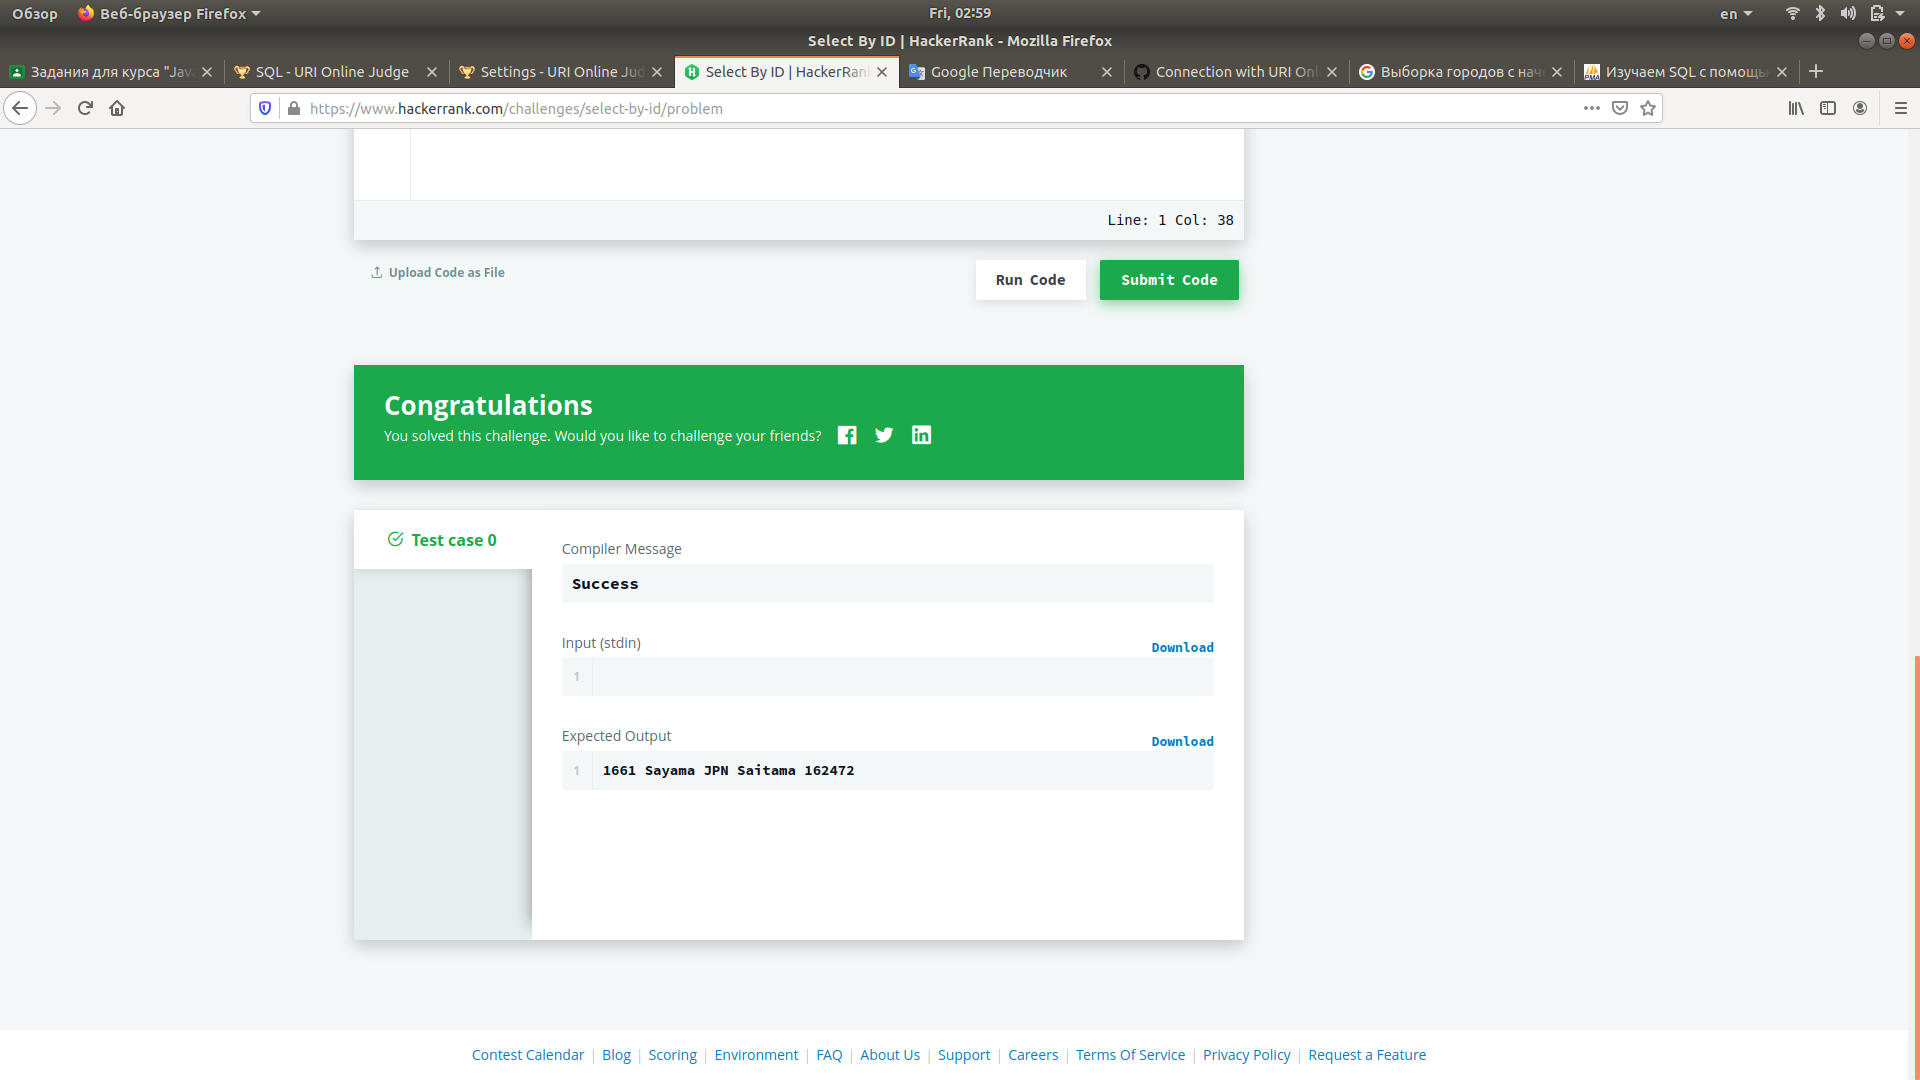 Обзор Веб-браузер Firefox Fri, 02:59 en
Select By ID | HackerRank - Mozilla Firefox
Задания для курса "Jav SQL - URI Online Judge Settings - URI Online Jud Select By ID | HackerRan Google Переводчик Connection with URI On Выборка городов с нач Изучаем SQL с помощь
https://www.hackerrank.com/challenges/select-by-id/problem
Line: 1 Col: 38
Upload Code as File Run Code Submit Code
Congratulations
You solved this challenge. Would you like to challenge your friends?
Test case 0
Compiler Message
Success
Input (stdin) Download
1
Expected Output Download
1 1661 Sayama JPN Saitama 162472
Contest Calendar | Blog | Scoring | Environment | FAQ | About Us | Support | Careers | Terms Of Service | Privacy Policy | Request a Feature